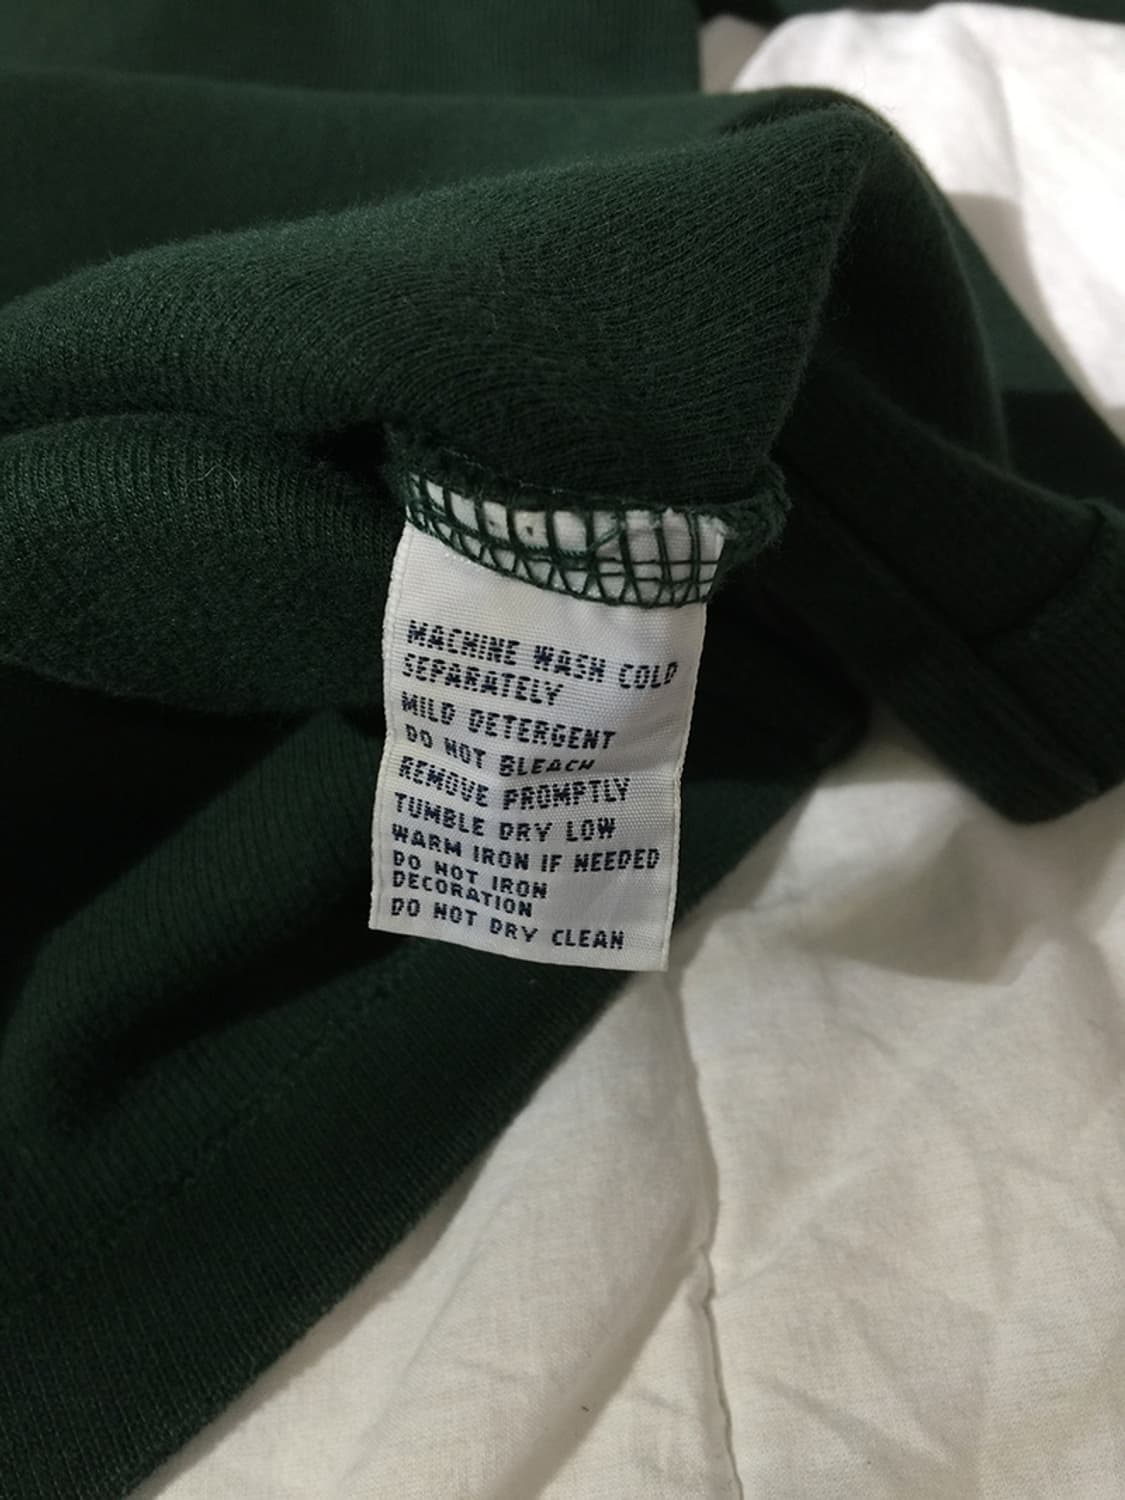 MACHINE WASH COLD
SEPARATELY
MILD DETERGENT
DO NOT BLEACH
REMOVE PROMPTLY
TUMBLE DRY LOW
WARM IRON IF NEEDED
DO NOT IRON
DECORATION
DO NOT DRY CLEAN